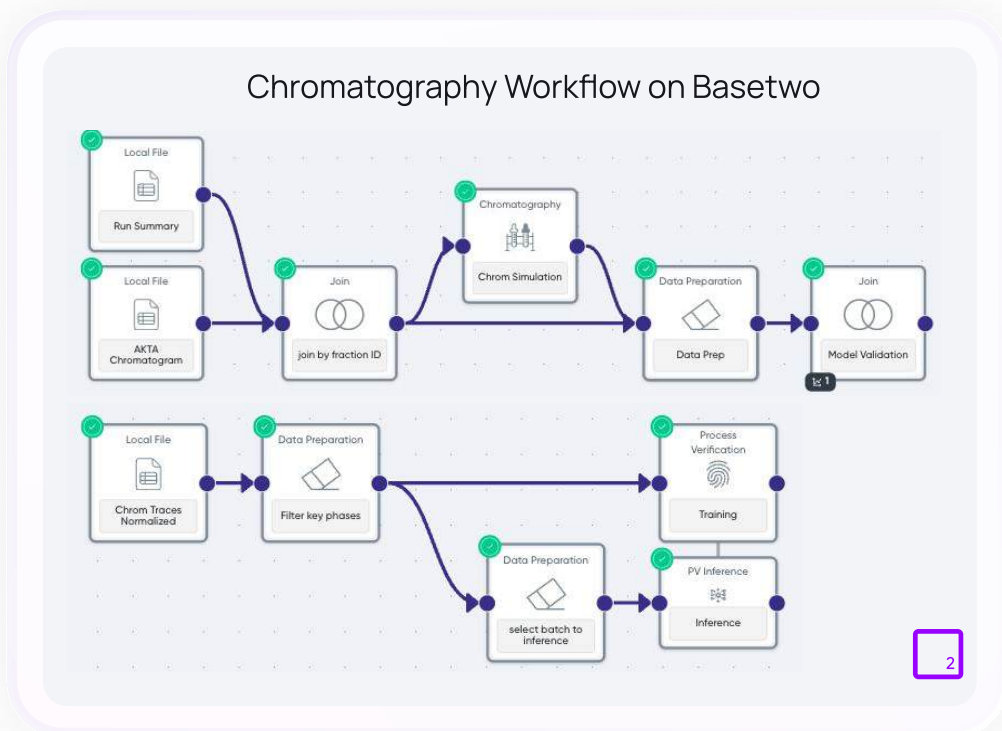 Chromatography Workflow on Basetwo
Local File
Run Summary
Local File
AKTA
Chromatogram
Join
join by fraction ID
Chromatography
Chrom Simulation
Data Preparation
Data Prep
Join
Model Validation
1
Local File
Chrom Traces
Normalized
Data Preparation
Filter key phases
Process
Verification
Training
Data Preparation
select batch to
inference
PV Inference
Inference
2